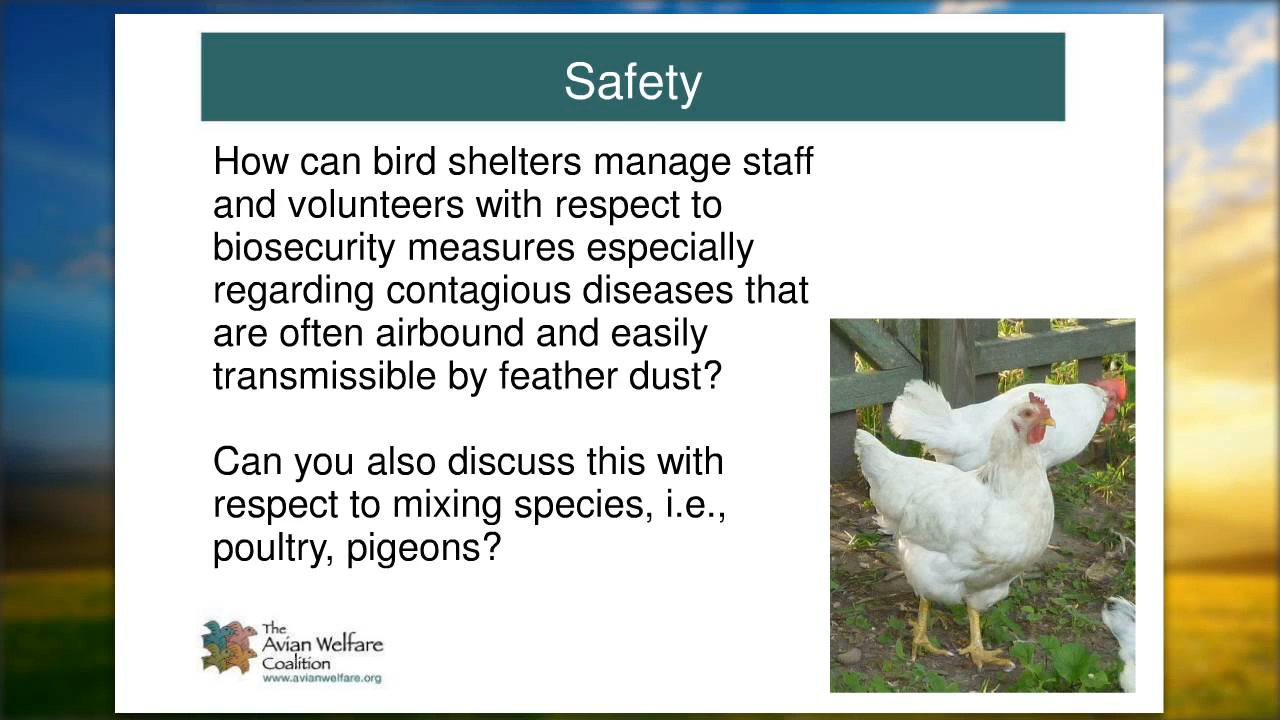 Safety
How can bird shelters manage staff
and volunteers with respect to
biosecurity measures especially
regarding contagious diseases that
are often airbound and easily
transmissible by feather dust?
Can you also discuss this with
respect to mixing species, i.e.,
poultry, pigeons?
The
Avian Welfare
Coalition
www.avianwelfare.org